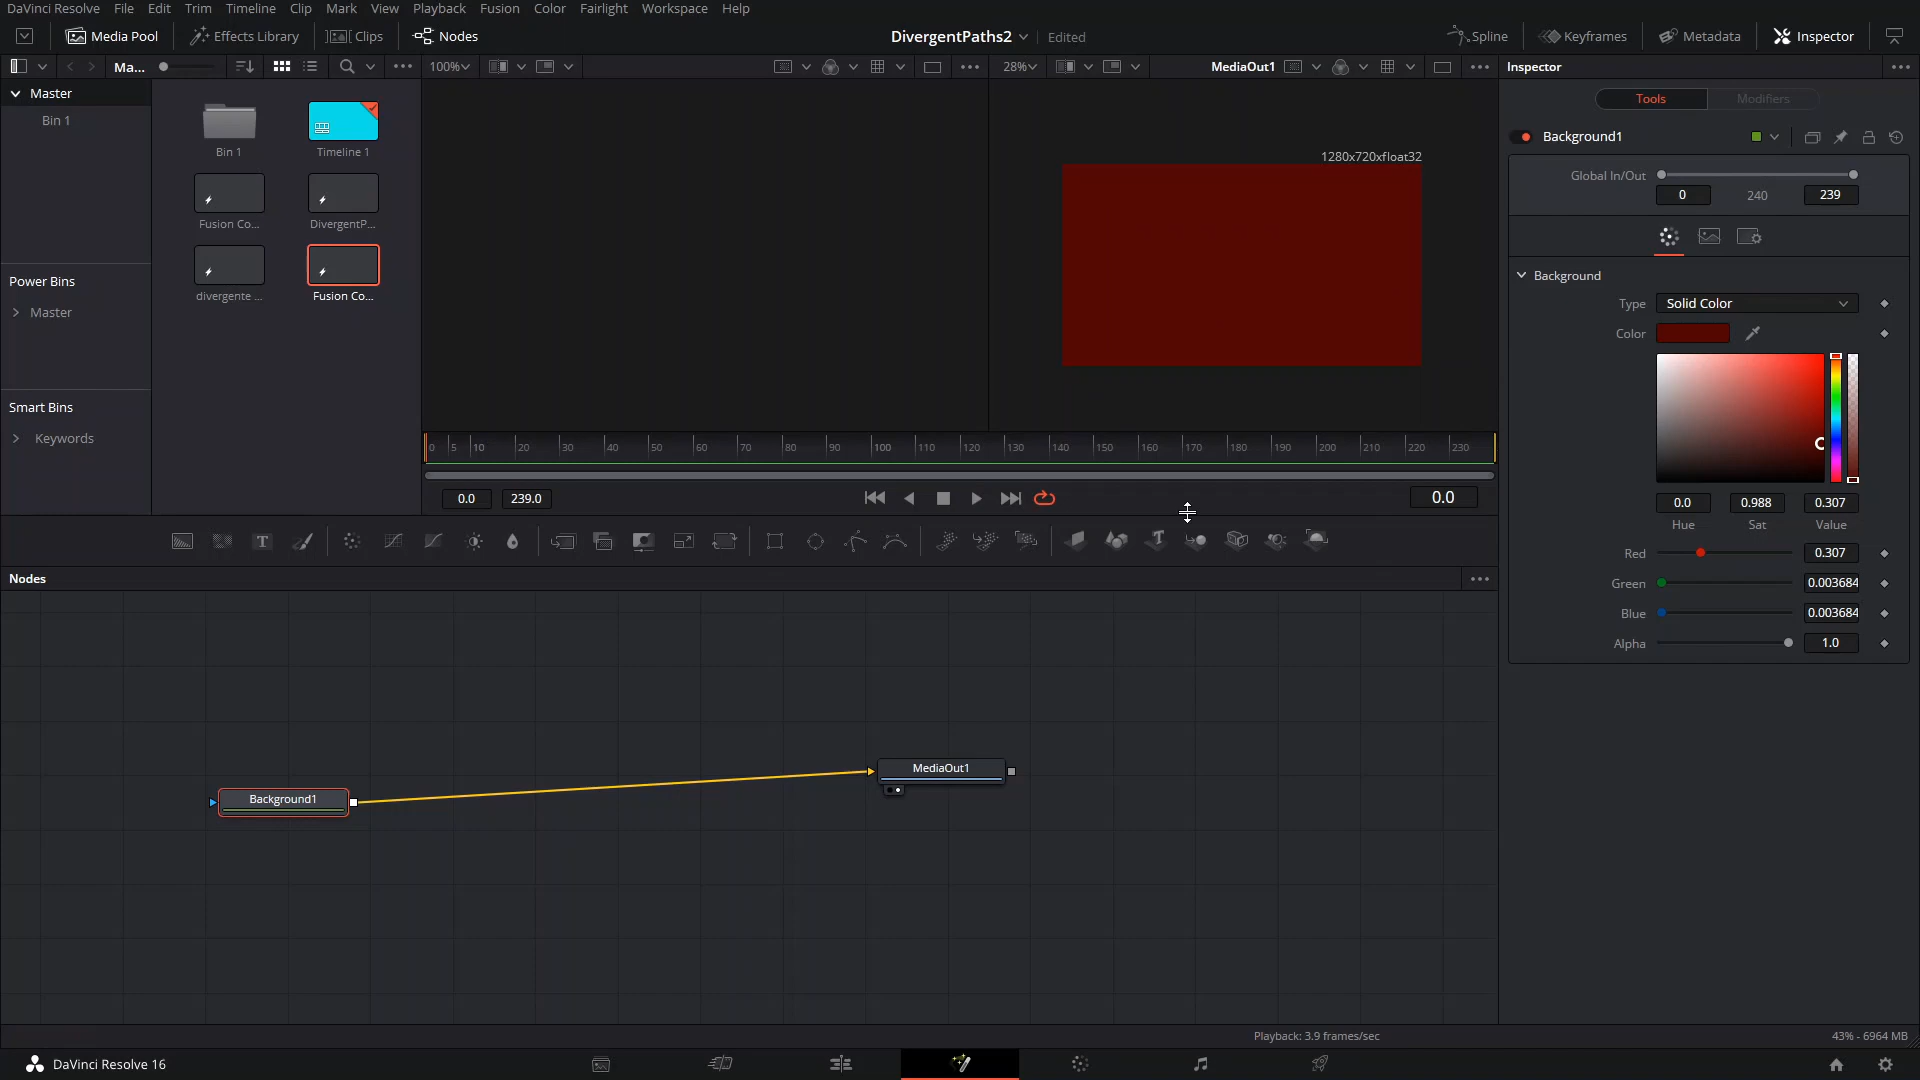 DaVinci Resolve File Edit Trim Timeline Clip Mark View Playback Fusion Color Fairlight Workspace Help
Media Pool Effects Library Clips Nodes DivergentPaths2 Edited Spline Keyframes Metadata Inspector
Ma... 100% 28% MediaOut1 Inspector
Master
Bin 1
Bin 1 Timeline 1
Fusion Co... DivergentP...
divergente ... Fusion Co...
Power Bins
Master
Smart Bins
Keywords
1280x720xfloat32
0 5 10 20 30 40 50 60 70 80 90 100 110 120 130 140 150 160 170 180 190 200 210 220 230
0.0 239.0 0.0
Nodes
Background1
MediaOut1
Tools Modifiers
Background1
Global In/Out
0 240 239
Background
Type Solid Color
Color
0.0 0.988 0.307
Hue Sat Value
Red 0.307
Green 0.003684
Blue 0.003684
Alpha 1.0
Playback: 3.9 frames/sec 43% - 6964 MB
DaVinci Resolve 16